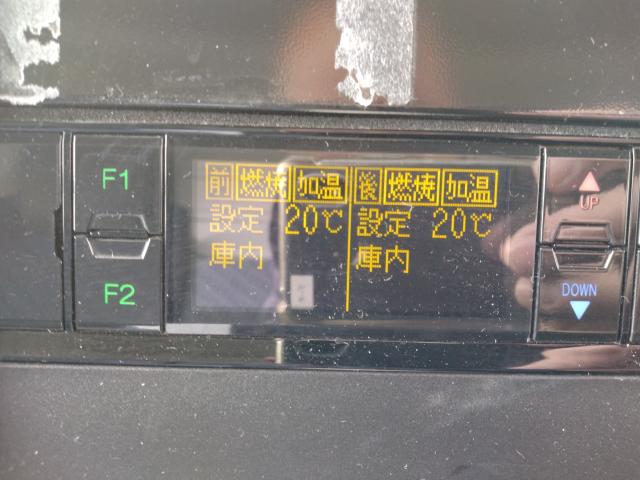 F1
F2
前 燃焼 加温 後 燃焼 加温
設定 20℃ 設定 20℃
庫内 庫内
UP
DOWN